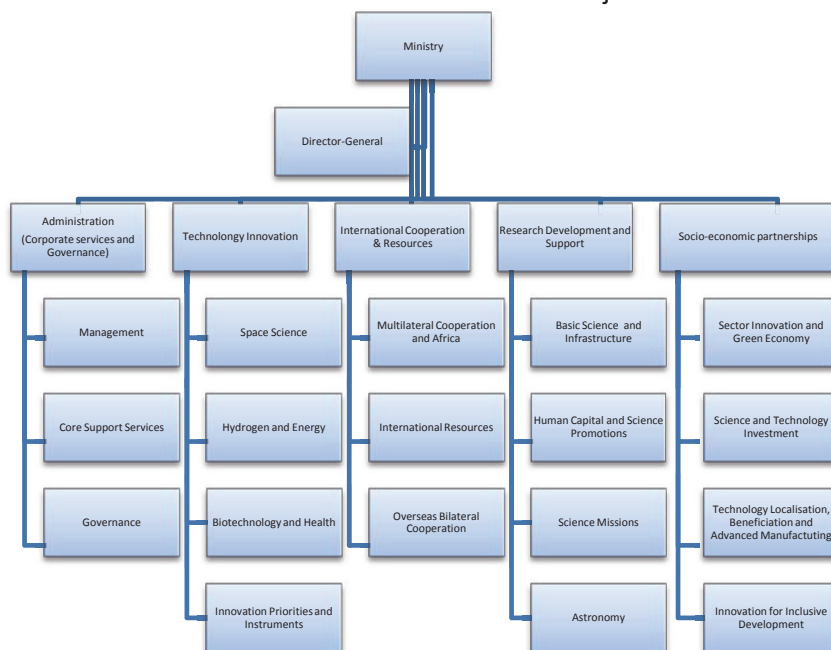 Ministry
Director-General
Administration
(Corporate services and
Governance)
Technolongy Innovation
International Cooperation
& Resources
Research Development and
Support
Socio-economic partnerships
Management
Space Science
Multilateral Cooperation
and Africa
Basic Science and
Infrastructure
Sector Innovation and
Green Economy
Core Support Services
Hydrogen and Energy
International Resources
Human Capital and Science
Promotions
Science and Technology
Investment
Governance
Biotechnology and Health
Overseas Bilateral
Cooperation
Science Missions
Technology Localisation,
Beneficiation and
Advanced Manufactuting
Innovation Priorities and
Instruments
Astronomy
Innovation for Inclusive
Development